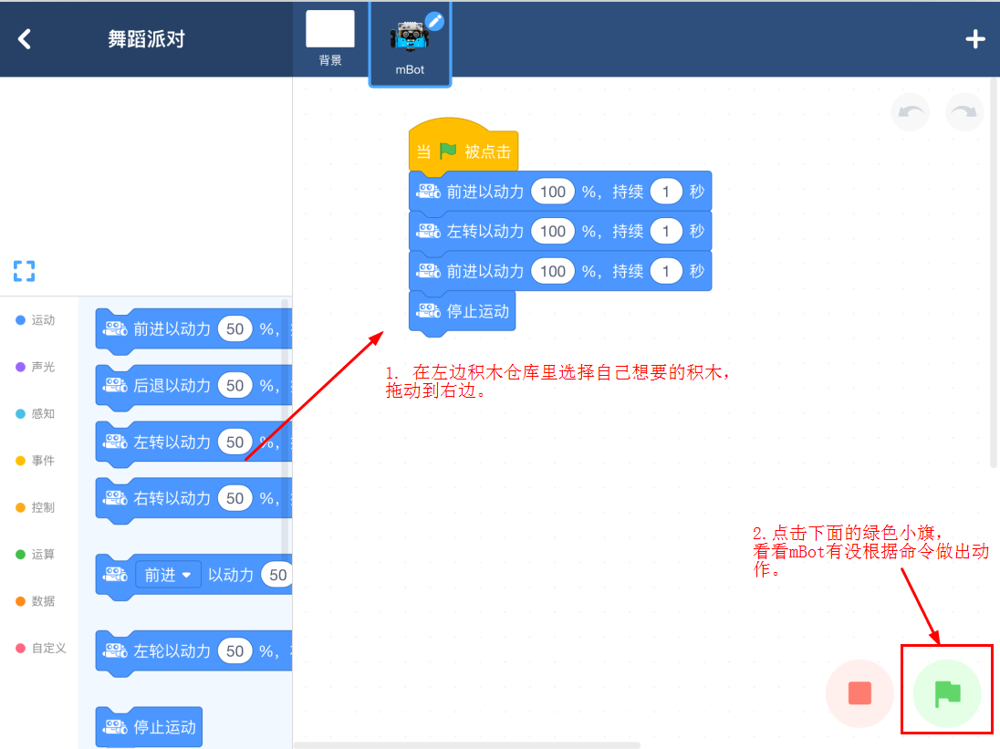 舞蹈派对
背景
mBot
当 被点击
前进以动力 100 %，持续 1 秒
左转以动力 100 %，持续 1 秒
前进以动力 100 %，持续 1 秒
停止运动
1. 在左边积木仓库里选择自己想要的积木，
拖动到右边。
运动
声光
感知
事件
控制
运算
数据
自定义
前进以动力 50 %，
后退以动力 50 %，
左转以动力 50 %，
右转以动力 50 %，
前进 以动力 50
左轮以动力 50 %，
停止运动
2.点击下面的绿色小旗，
看看mBot有没根据命令做出动
作。